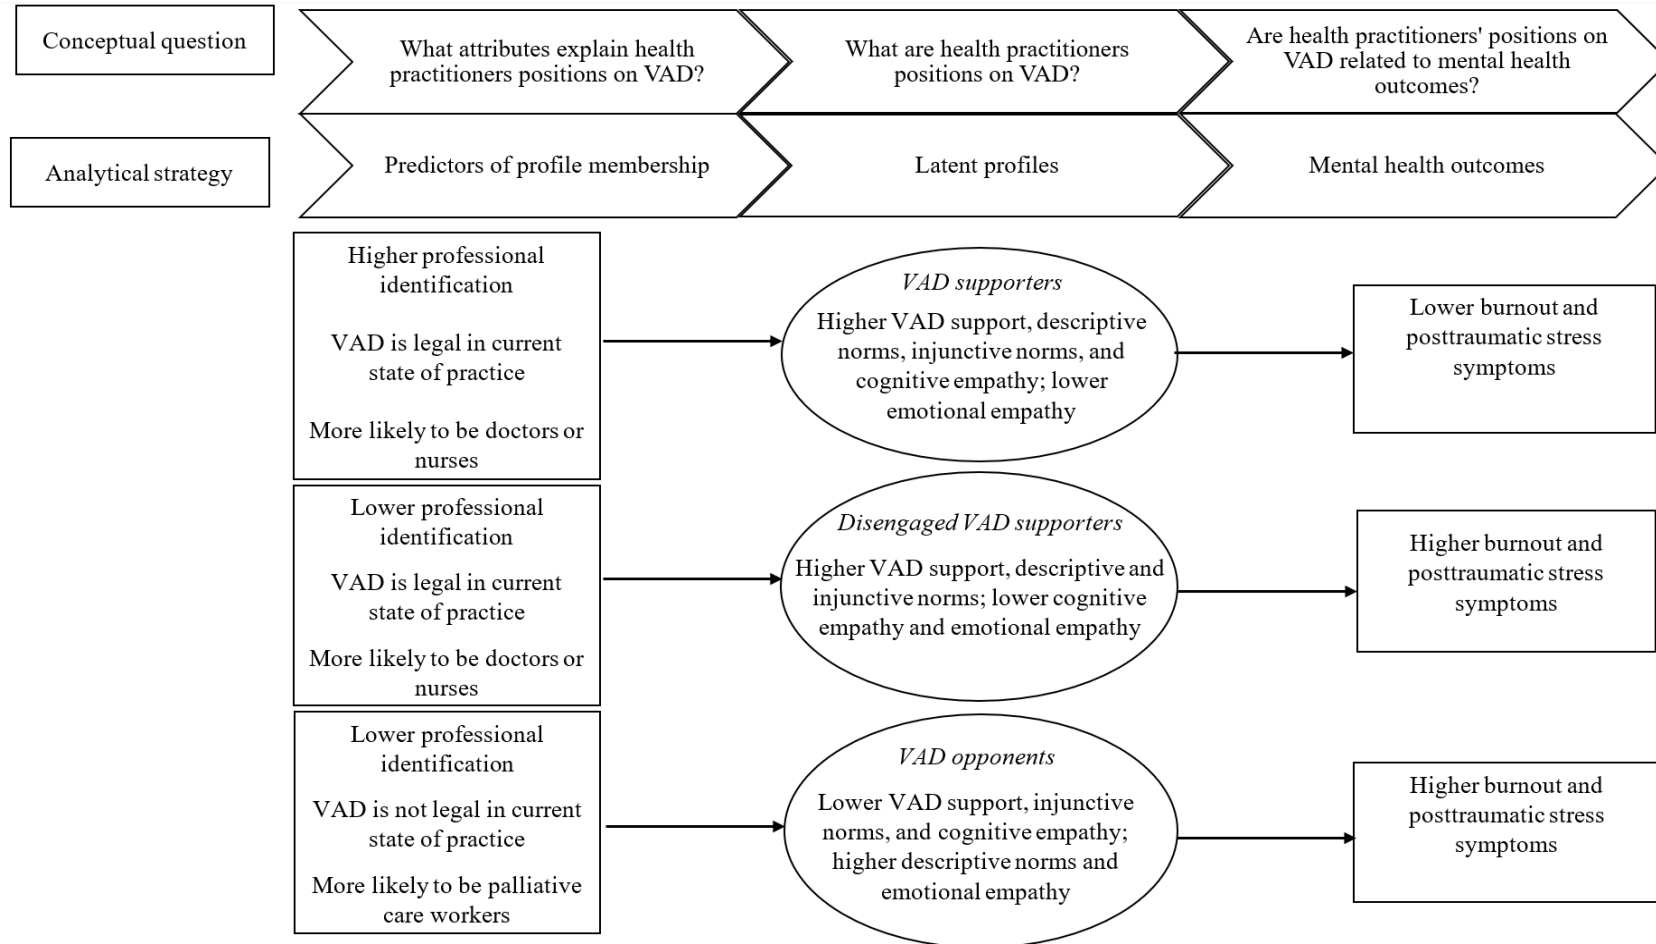 Conceptual question
What attributes explain health
practitioners positions on VAD?
What are health practitioners
positions on VAD?
Are health practitioners' positions on
VAD related to mental health
outcomes?
Analytical strategy
Predictors of profile membership
Latent profiles
Mental health outcomes
Higher professional
identification
VAD is legal in current
state of practice
More likely to be doctors or
nurses
VAD supporters
Higher VAD support, descriptive
norms, injunctive norms, and
cognitive empathy; lower
emotional empathy
Lower burnout and
posttraumatic stress
symptoms
Lower professional
identification
VAD is legal in current
state of practice
More likely to be doctors or
nurses
Disengaged VAD supporters
Higher VAD support, descriptive and
injunctive norms; lower cognitive
empathy and emotional empathy
Higher burnout and
posttraumatic stress
symptoms
Lower professional
identification
VAD is not legal in current
state of practice
More likely to be palliative
care workers
VAD opponents
Lower VAD support, injunctive
norms, and cognitive empathy;
higher descriptive norms and
emotional empathy
Higher burnout and
posttraumatic stress
symptoms